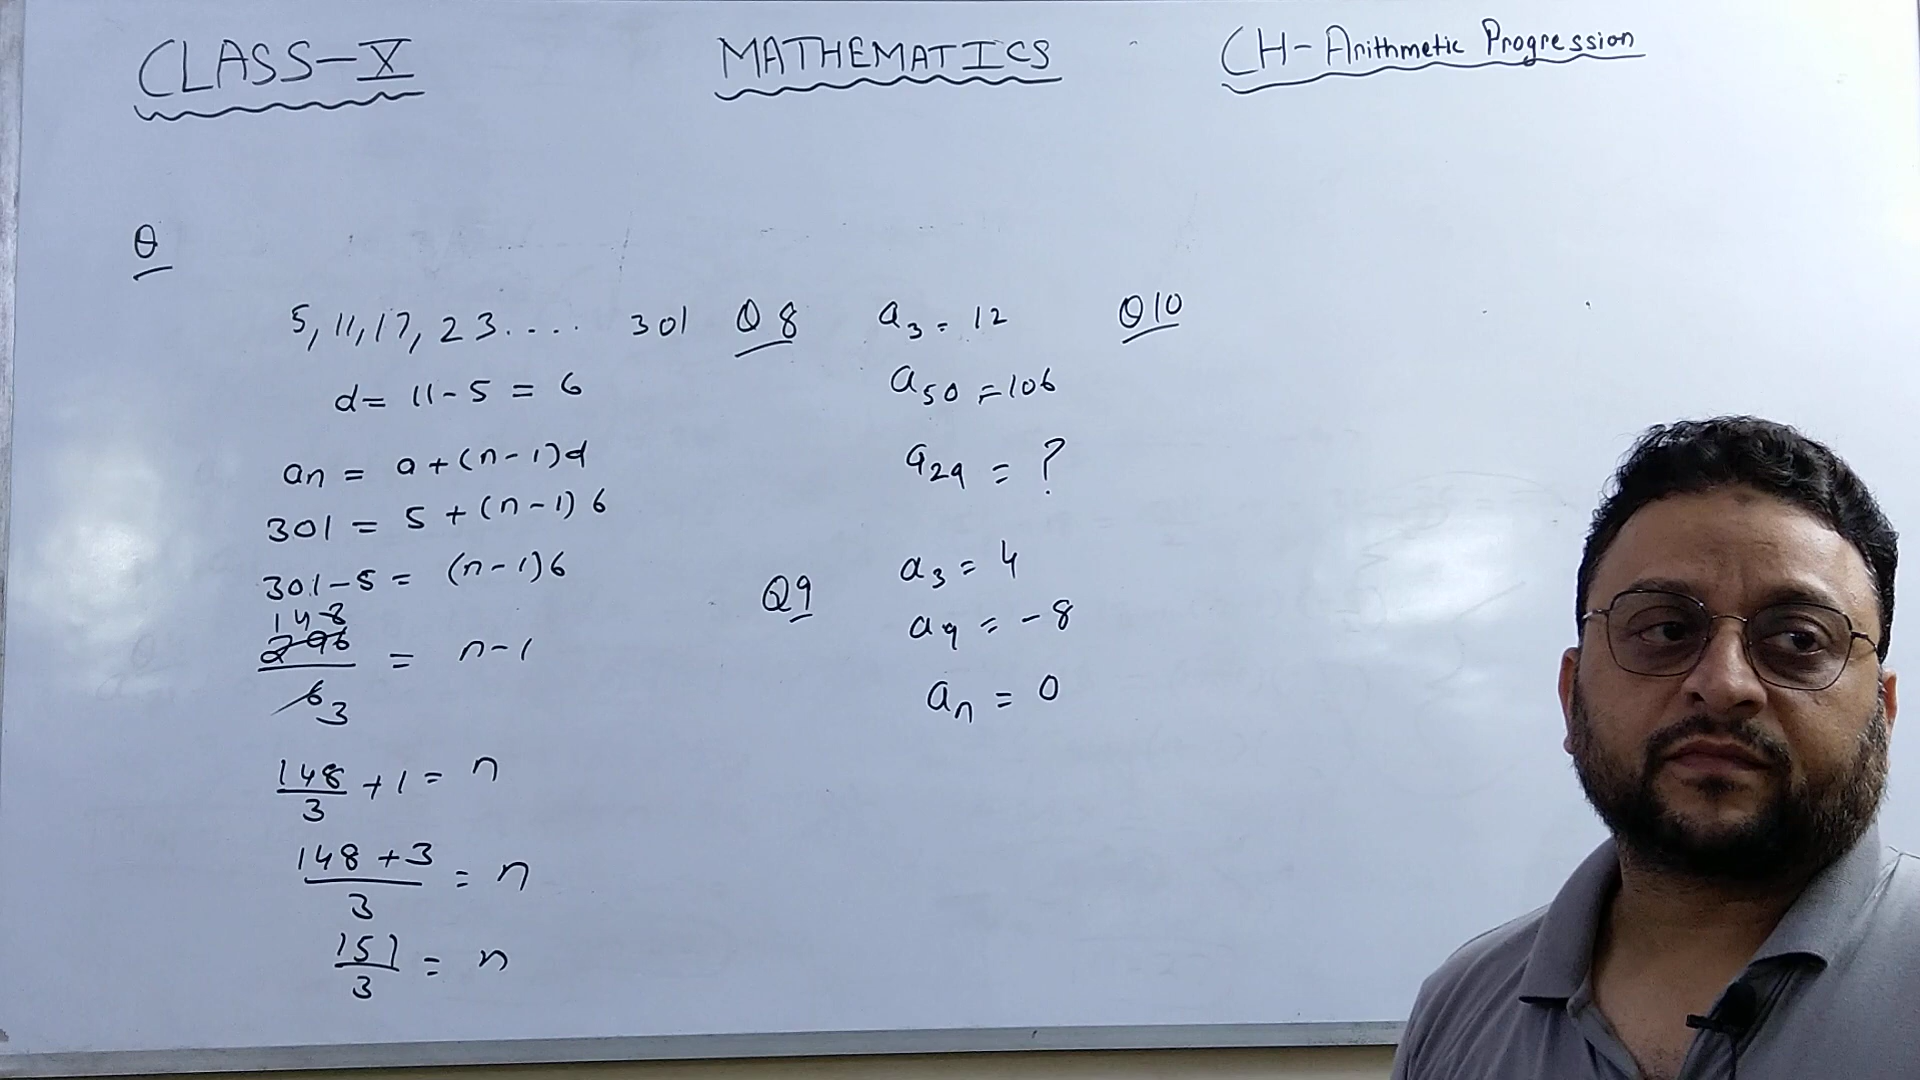 CLASS-X
MATHEMATICS
CH-Arithmetic Progression
Q
5, 11, 17, 23.... 301
d= 11-5 = 6
an = a+(n-1)d
301 = 5+(n-1)6
301-5 = (n-1)6
148
296/6 3 = n-1
148/3 +1 = n
148+3/3 = n
151/3 = n
Q8
a3 = 12
a50 = 106
a29 = ?
Q9
a3 = 4
a9 = -8
an = 0
Q10